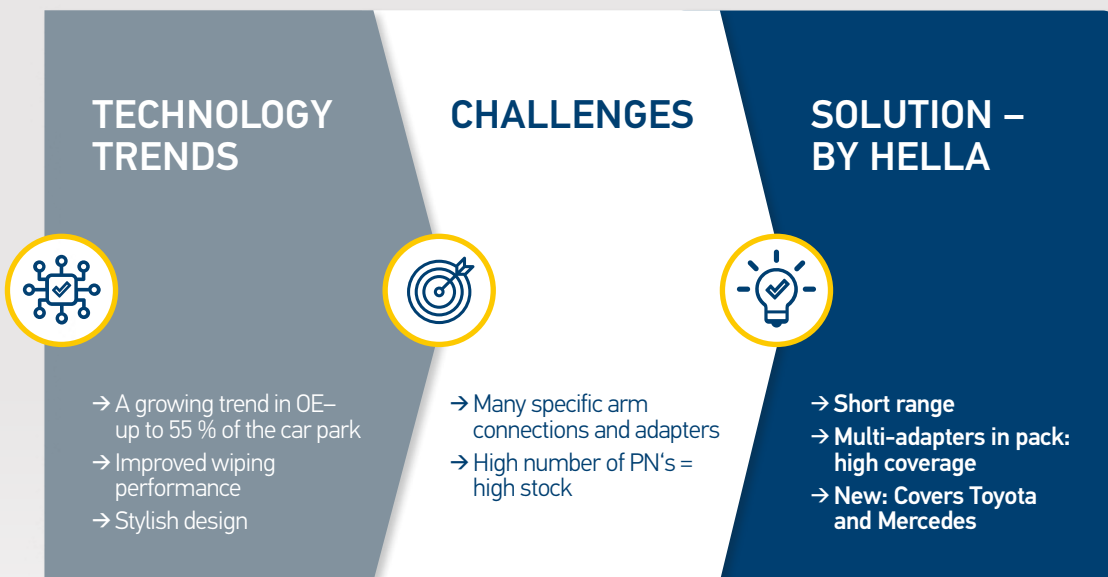 TECHNOLOGY
TRENDS
→ A growing trend in OE–
up to 55 % of the car park
→ Improved wiping
performance
→ Stylish design
CHALLENGES
→ Many specific arm
connections and adapters
→ High number of PN‘s =
high stock
SOLUTION –
BY HELLA
→ Short range
→ Multi-adapters in pack:
high coverage
→ New: Covers Toyota
and Mercedes